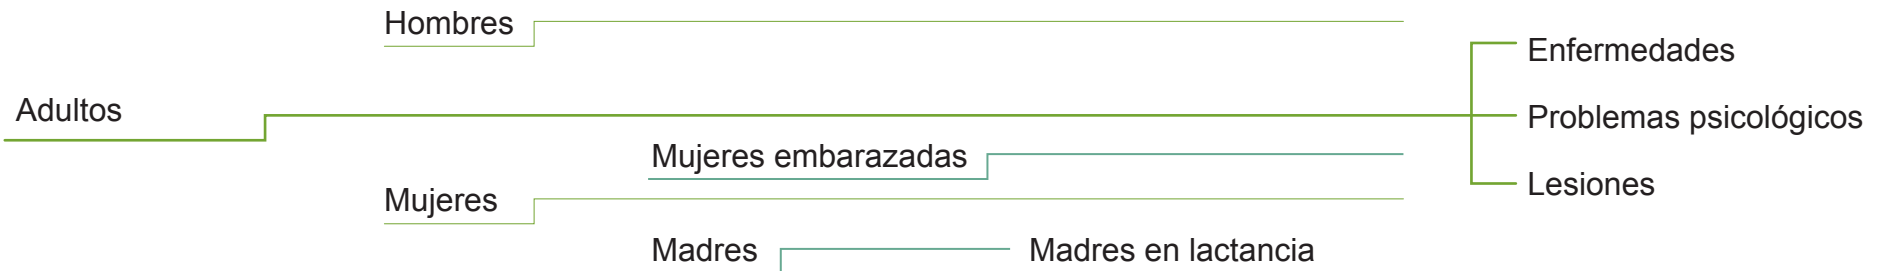 Hombres
Enfermedades
Adultos
Problemas psicológicos
Mujeres embarazadas
Lesiones
Mujeres
Madres
Madres en lactancia